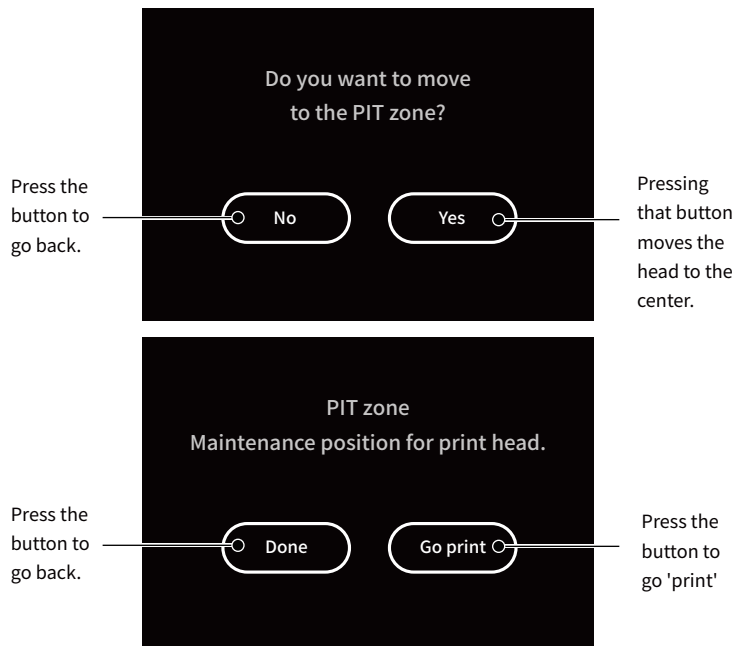 Do you want to move
to the PIT zone?
Press the
button to
go back.
No
Yes
Pressing
that button
moves the
head to the
center.
PIT zone
Maintenance position for print head.
Press the
button to
go back.
Done
Go print
Press the
button to
go 'print'